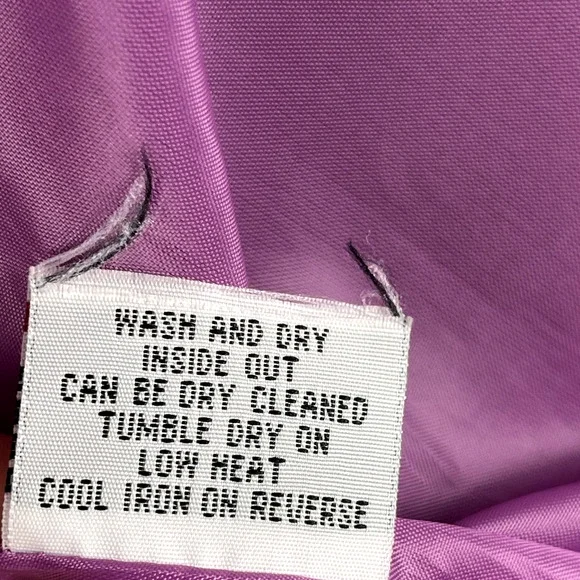 WASH AND DRY
INSIDE OUT
CAN BE DRY CLEANED
TUMBLE DRY ON
LOW HEAT
COOL IRON ON REVERSE